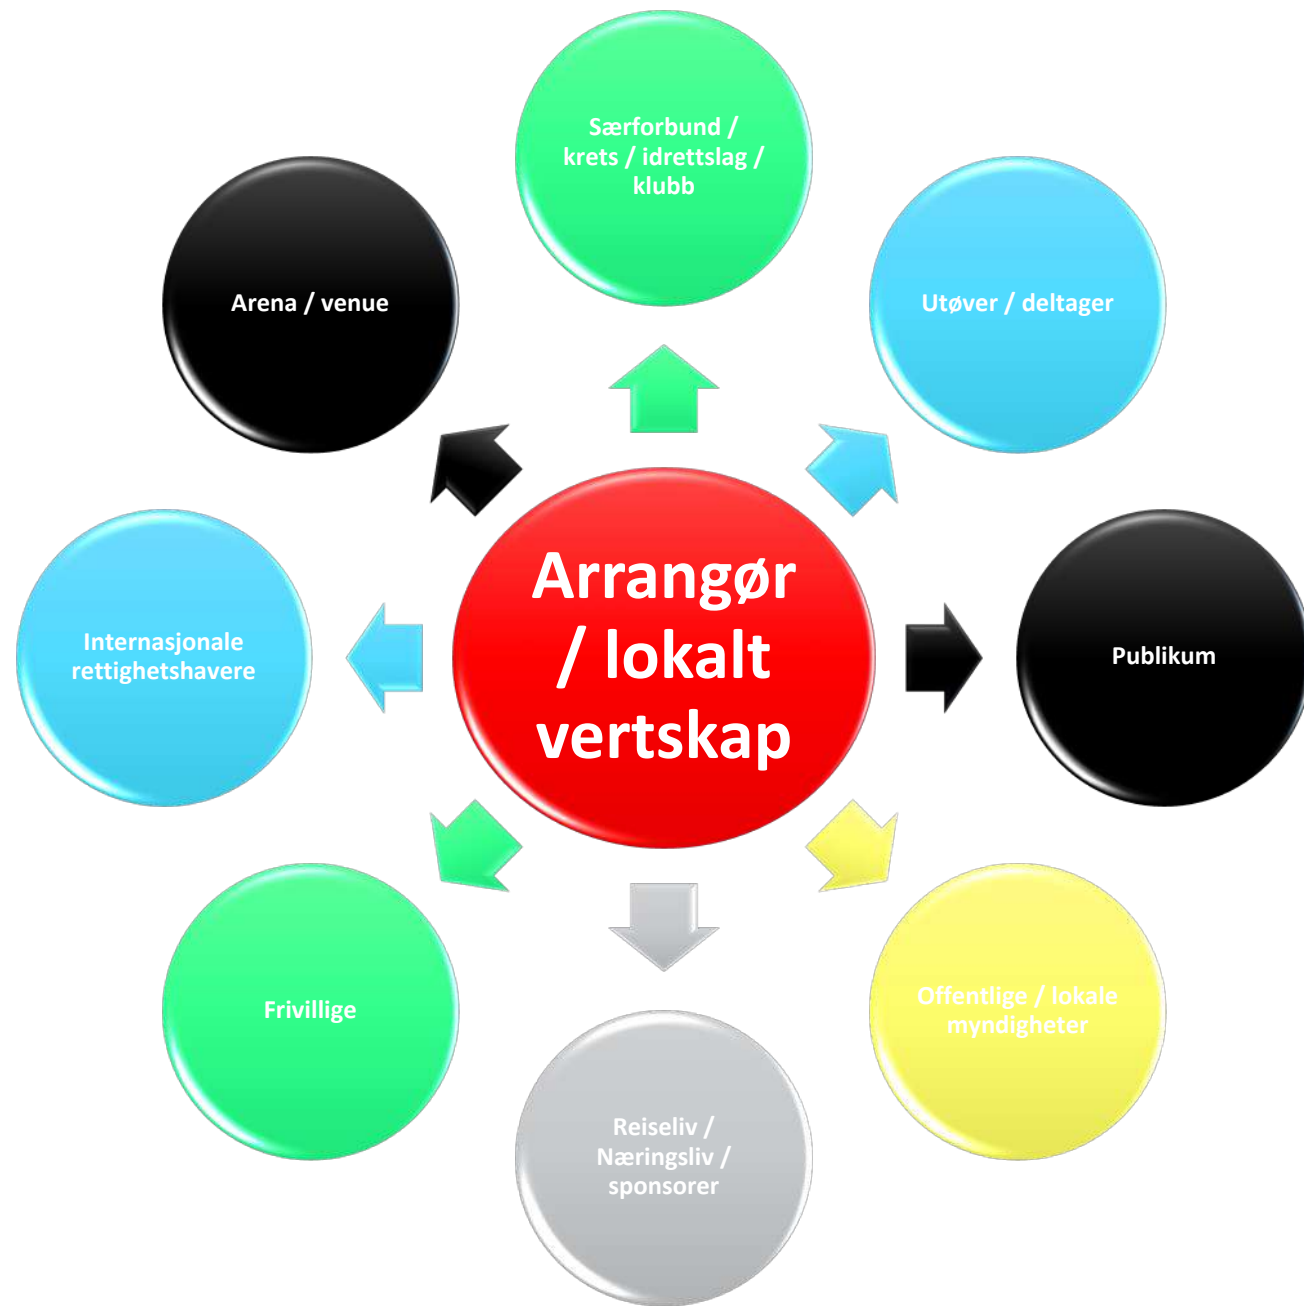 Særforbund /
krets / idrettslag /
klubb
Arena / venue
Utøver / deltager
Arrangør
/ lokalt
vertskap
Internasjonale
rettighetshavere
Publikum
Frivillige
Offentlige / lokale
myndigheter
Reiseliv /
Næringsliv /
sponsorer